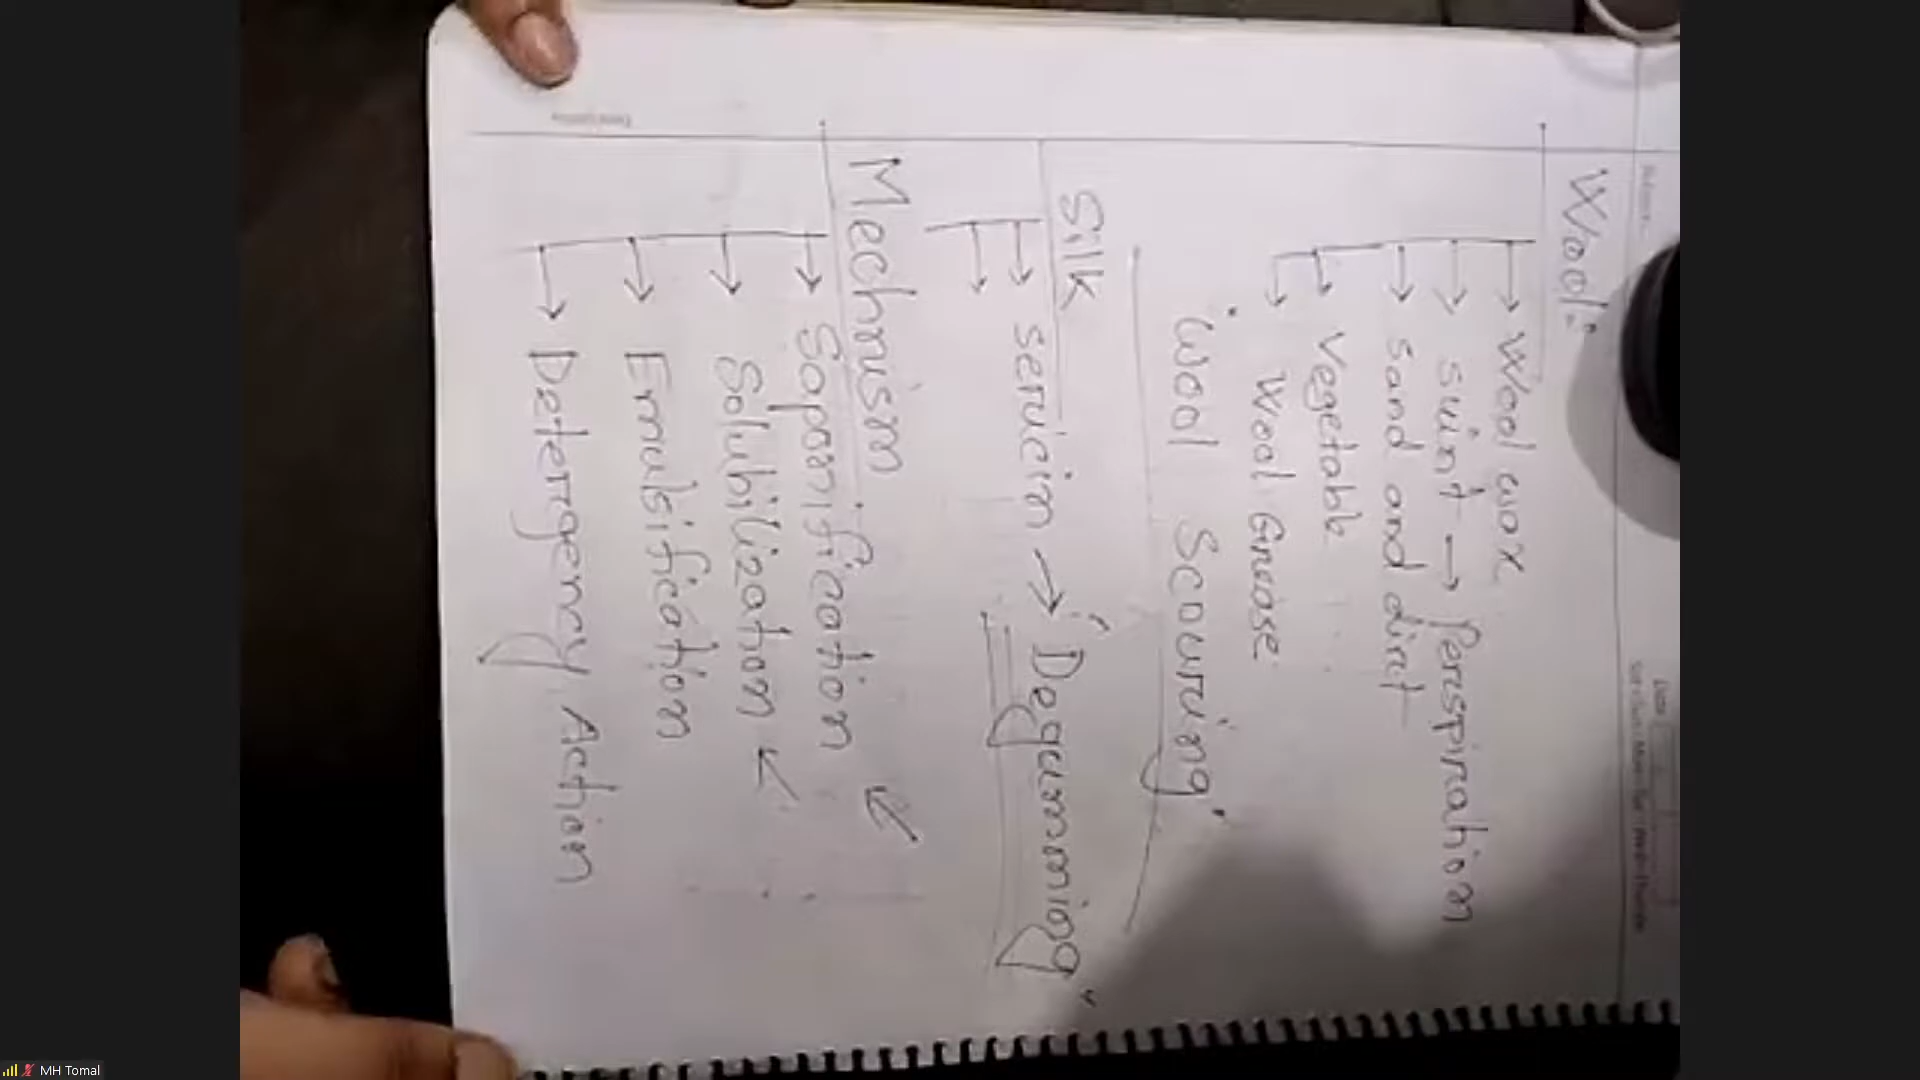 Wool:
→ Wool wax
→ suint → Perspiration
→ sand and dirt
→ Vegetable
→ Wool Grease
"Wool Scouring"
Silk
→ sericin → "Degumming"
→
Mechnism
→ Saponification ↙
→ Solubilization ↙
→ Emulsification
→ Detergency Action
MH Tomal